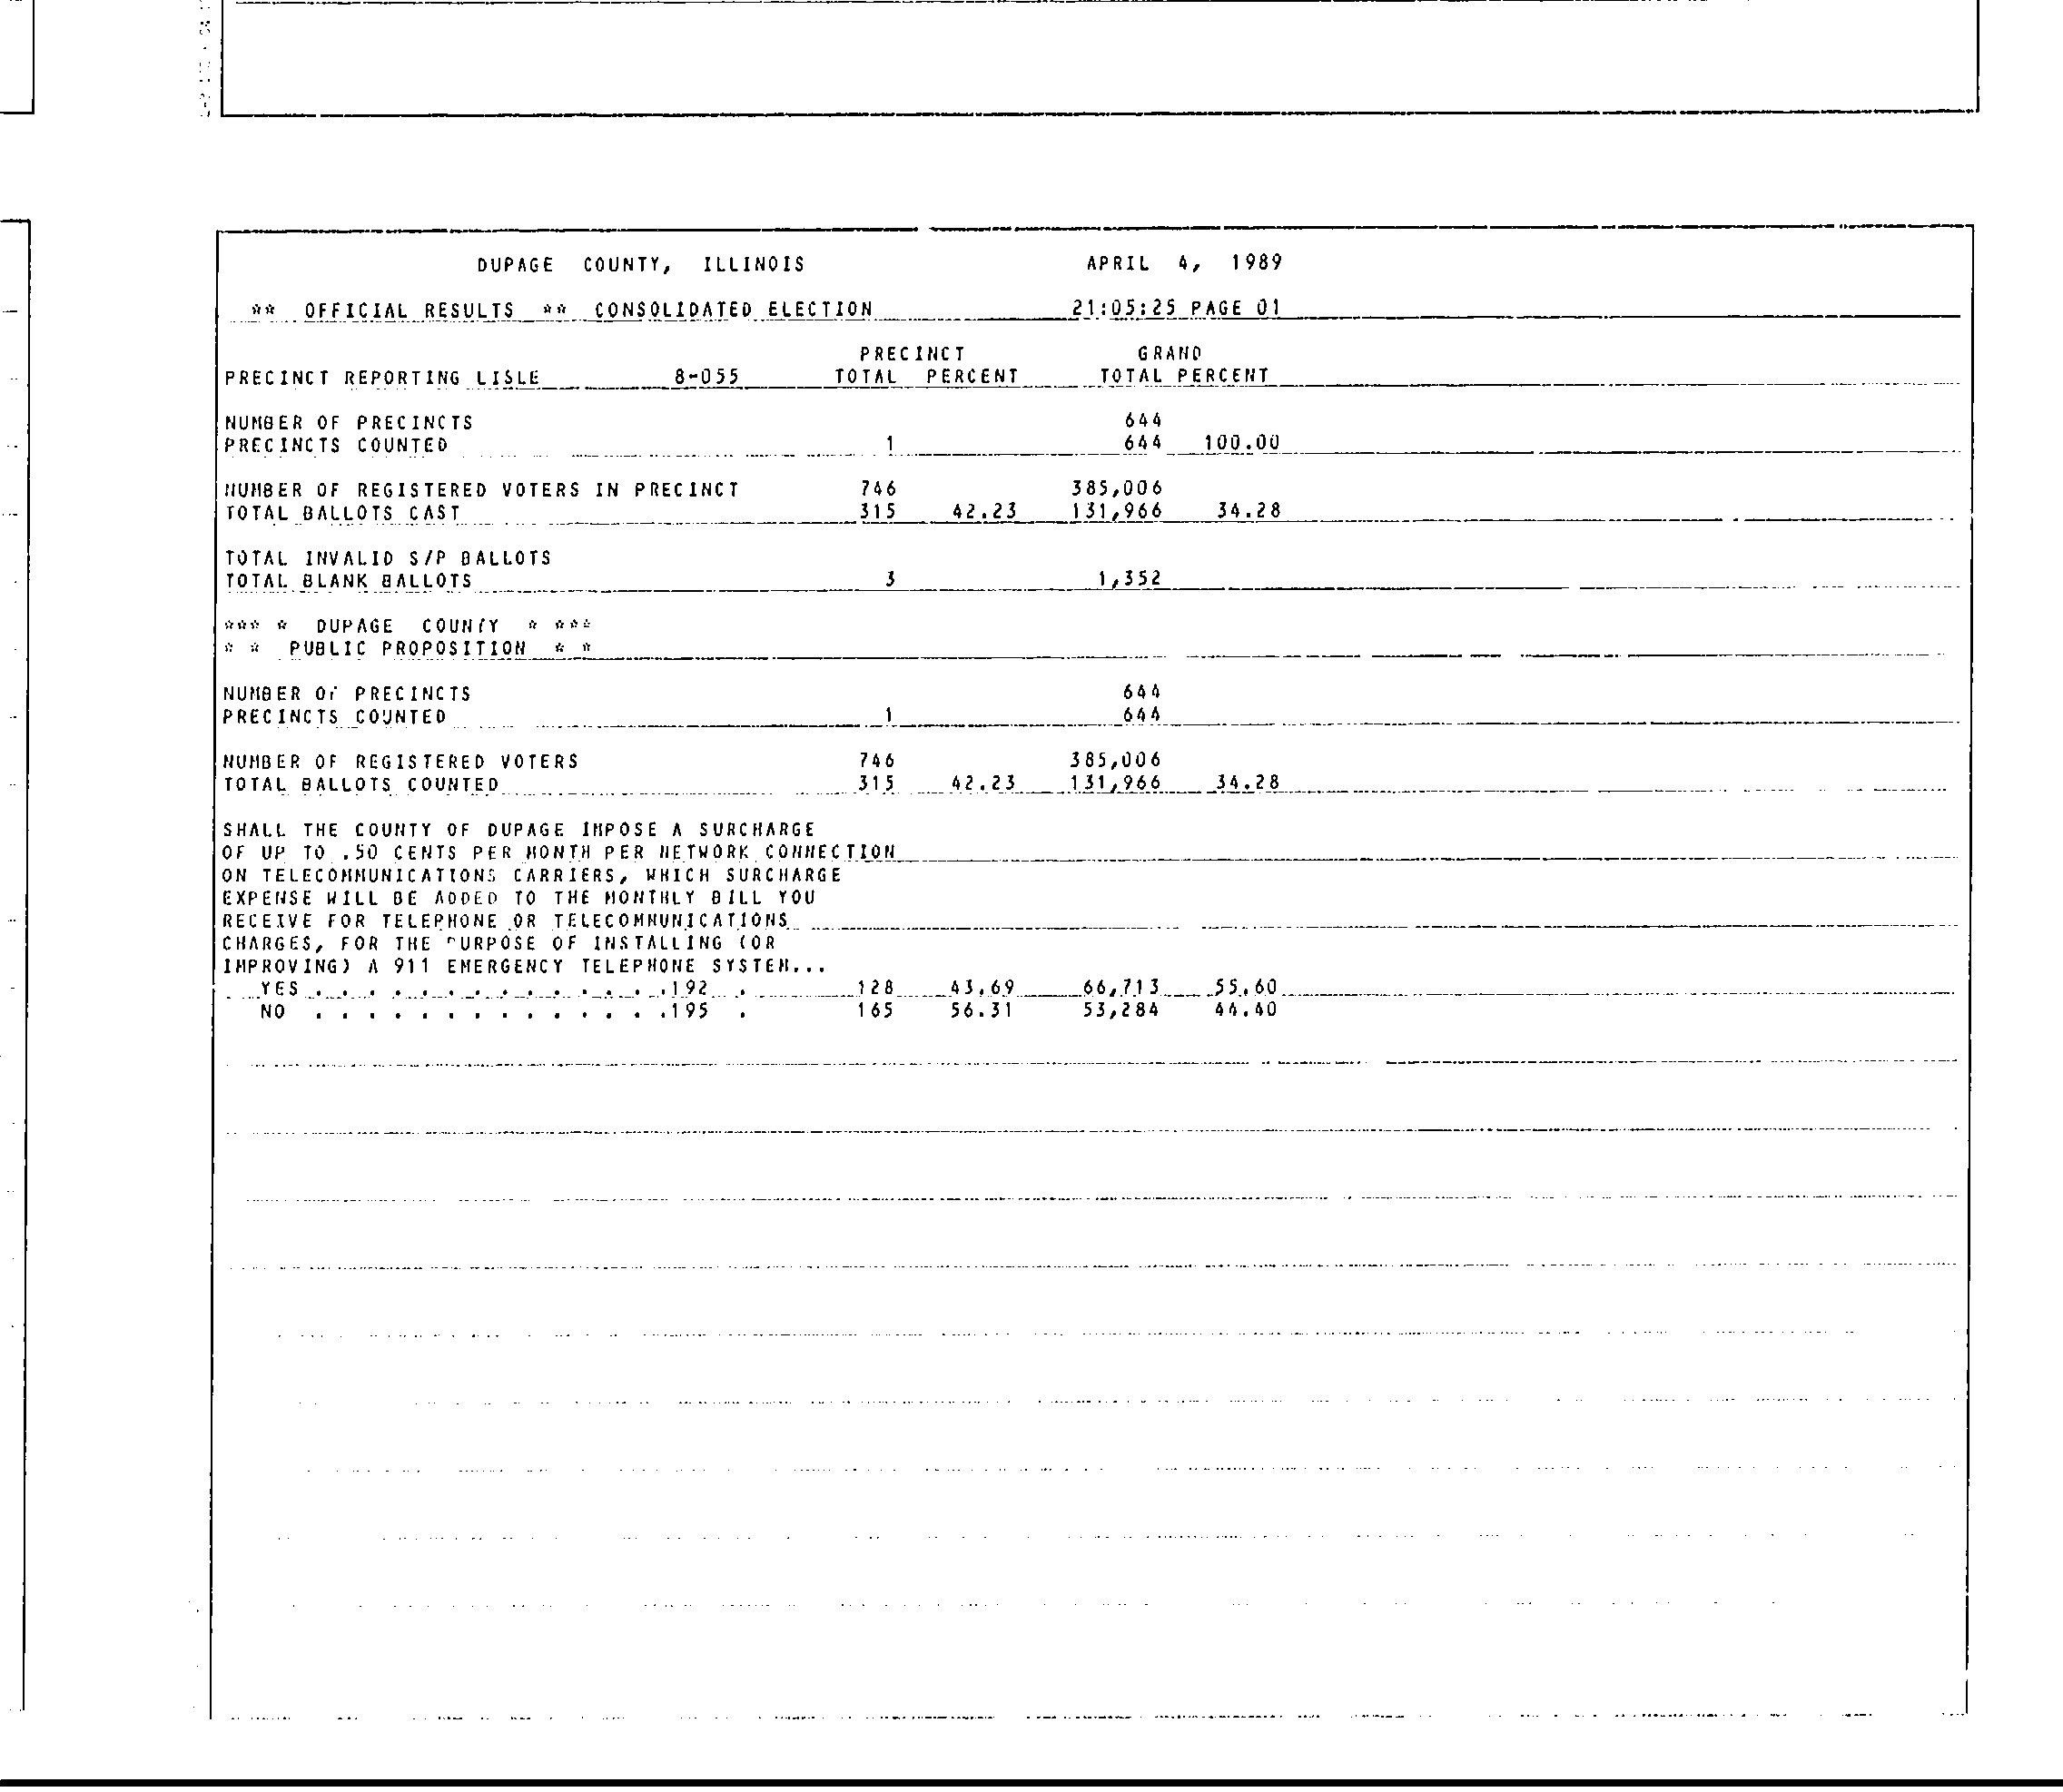 DUPAGE COUNTY, ILLINOIS APRIL 4, 1989
** OFFICIAL RESULTS ** CONSOLIDATED ELECTION 21:05:25 PAGE 01
PRECINCT GRAND
PRECINCT REPORTING LISLE 8-055 TOTAL PERCENT TOTAL PERCENT
NUMBER OF PRECINCTS 644
PRECINCTS COUNTED 1 644 100.00
NUMBER OF REGISTERED VOTERS IN PRECINCT 746 385,006
TOTAL BALLOTS CAST 315 42.23 131,966 34.28
TOTAL INVALID S/P BALLOTS
TOTAL BLANK BALLOTS 3 1,352
*** * DUPAGE COUNTY * ***
* * PUBLIC PROPOSITION * *
NUMBER OF PRECINCTS 644
PRECINCTS COUNTED 1 644
NUMBER OF REGISTERED VOTERS 746 385,006
TOTAL BALLOTS COUNTED 315 42.23 131,966 34.28
SHALL THE COUNTY OF DUPAGE IMPOSE A SURCHARGE
OF UP TO .50 CENTS PER MONTH PER NETWORK CONNECTION
ON TELECOMMUNICATIONS CARRIERS, WHICH SURCHARGE
EXPENSE WILL BE ADDED TO THE MONTHLY BILL YOU
RECEIVE FOR TELEPHONE OR TELECOMMUNICATIONS
CHARGES, FOR THE PURPOSE OF INSTALLING (OR
IMPROVING) A 911 EMERGENCY TELEPHONE SYSTEM...
YES . . . . . . . . . . . . . .192 . 128 43.69 66,713 55.60
NO . . . . . . . . . . . . . .195 . 165 56.31 53,284 44.40